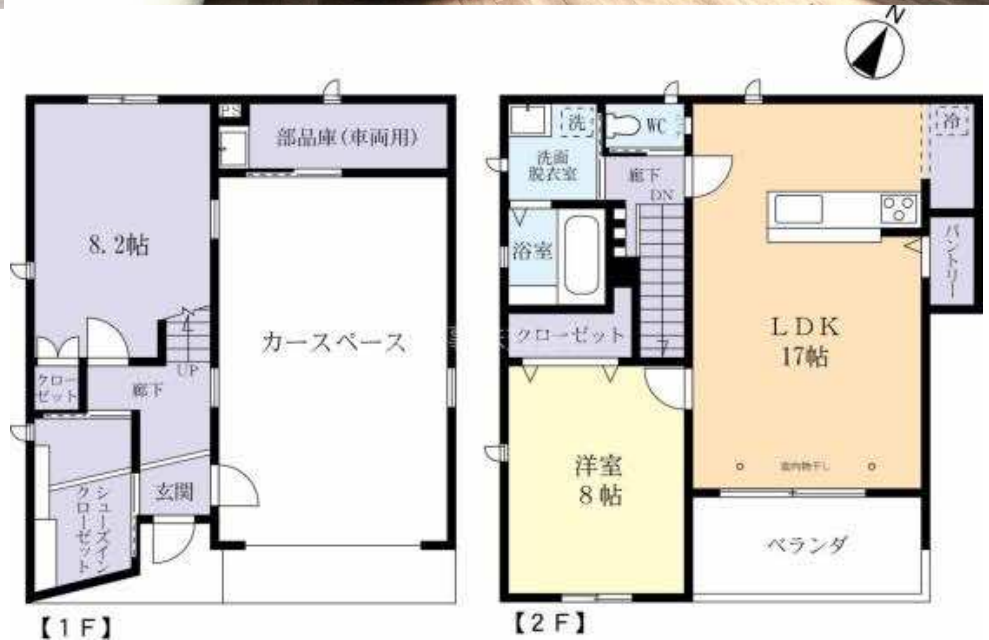 N
PS
部品庫(車両用)
8.2帖
カースペース
UP
クロー
ゼット
廊下
シューズイン
クローゼット
玄関
【1F】
洗
WC
冷
洗面
脱衣室
廊下
DN
浴室
パントリー
クローゼット
LDK
17帖
洋室
8帖
室内物干し
ベランダ
【2F】